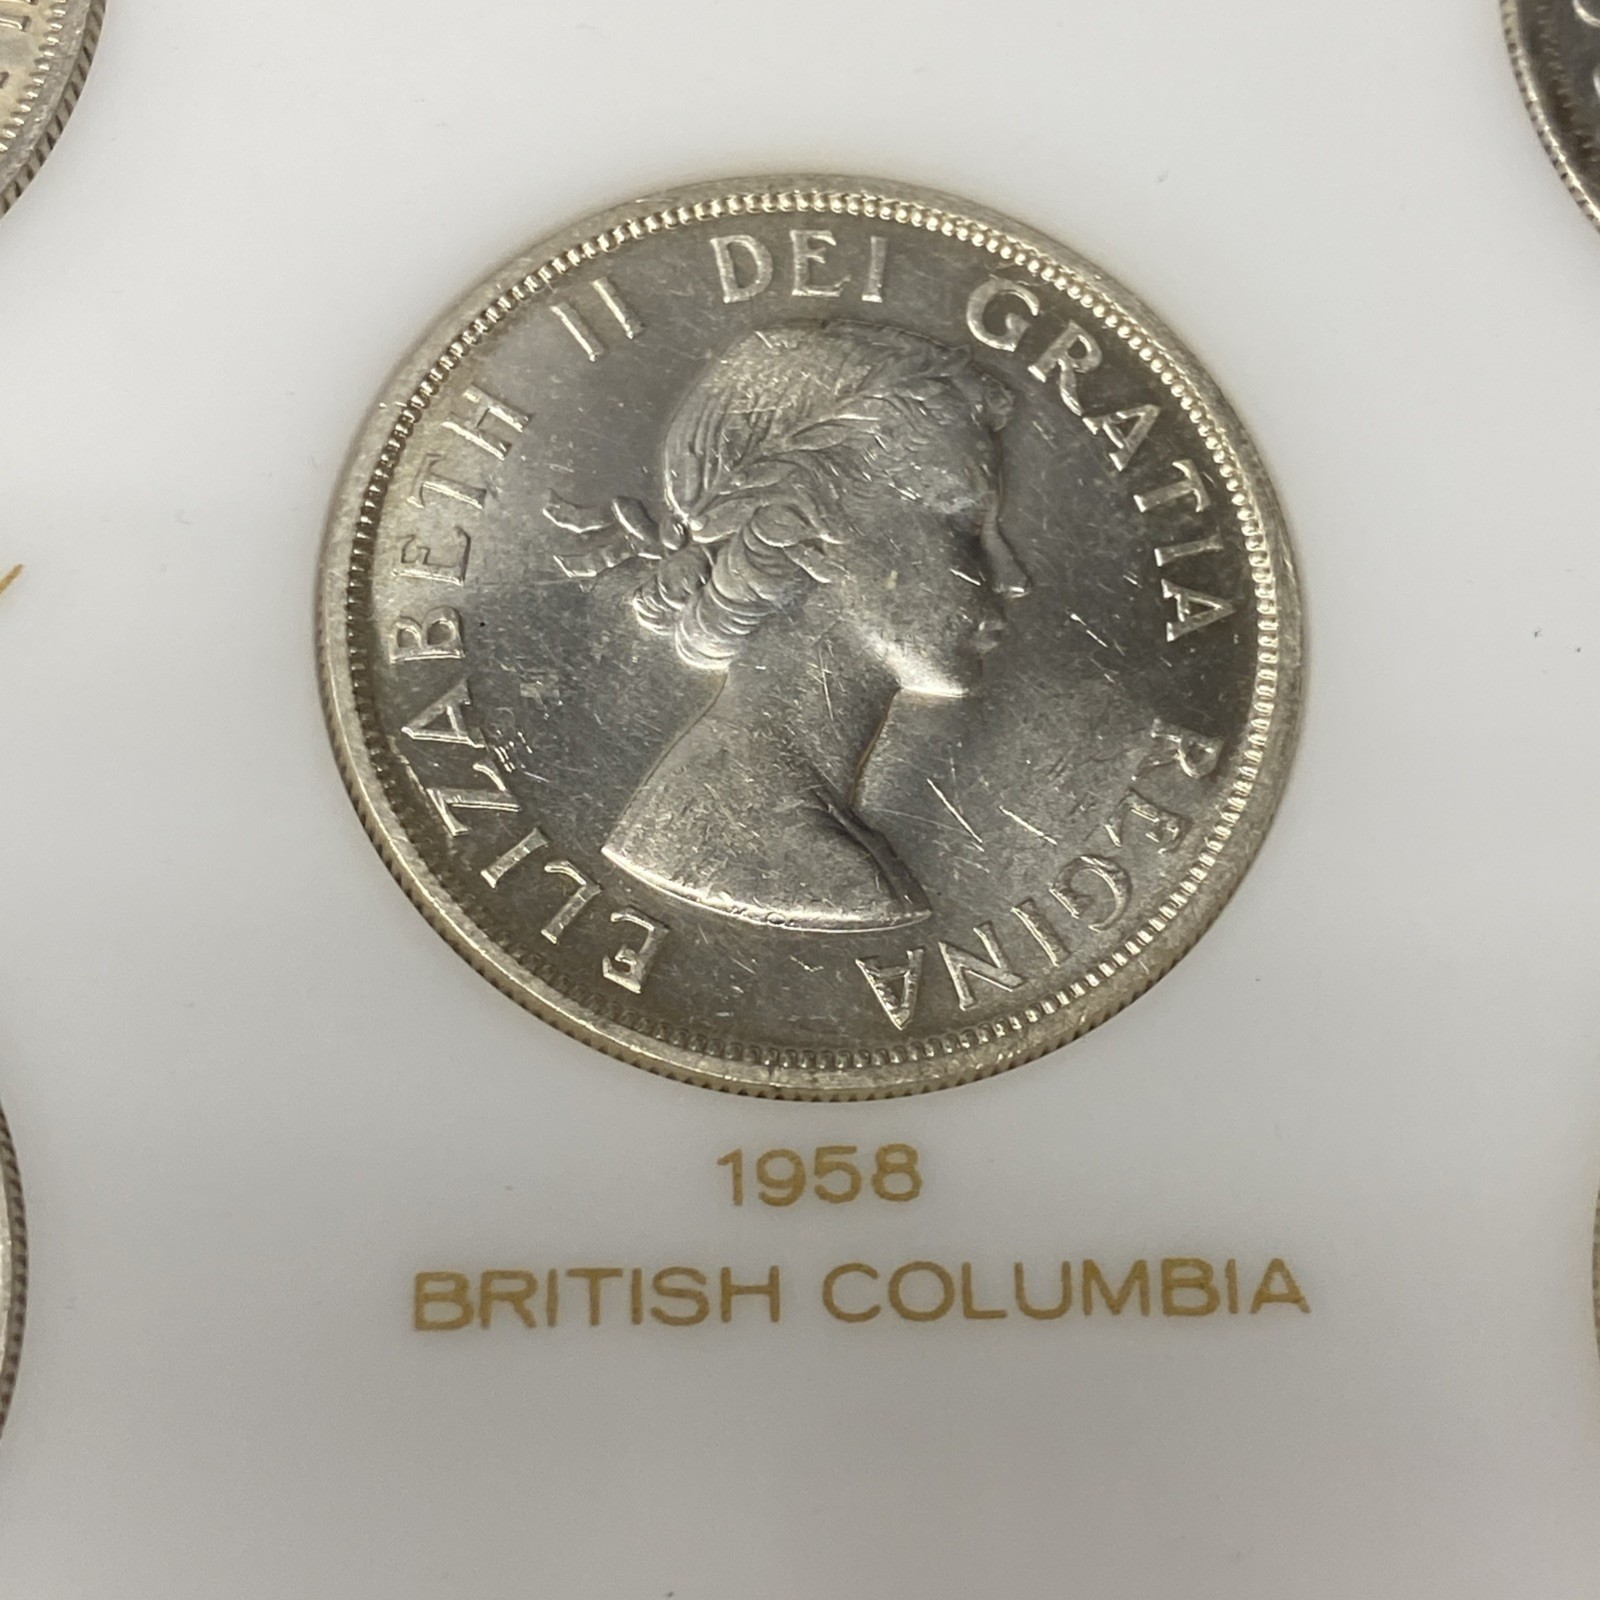 ELIZABETH II DEI GRATIA REGINA
1958
BRITISH COLUMBIA